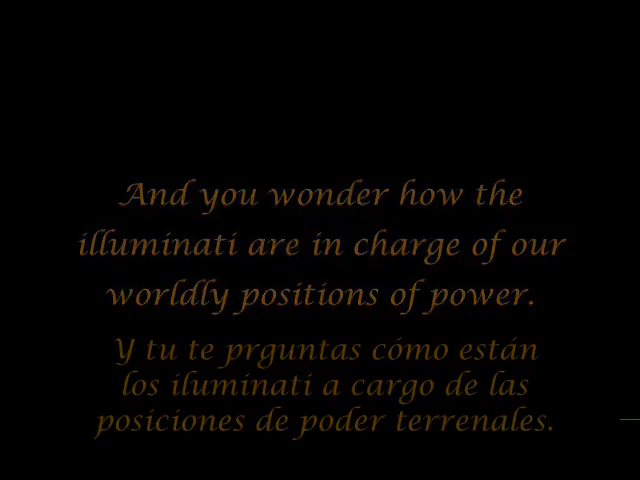 And you wonder how the
illuminati are in charge of our
worldly positions of power.
Y tu te prguntas cómo están
los iluminati a cargo de las
posiciones de poder terrenales.